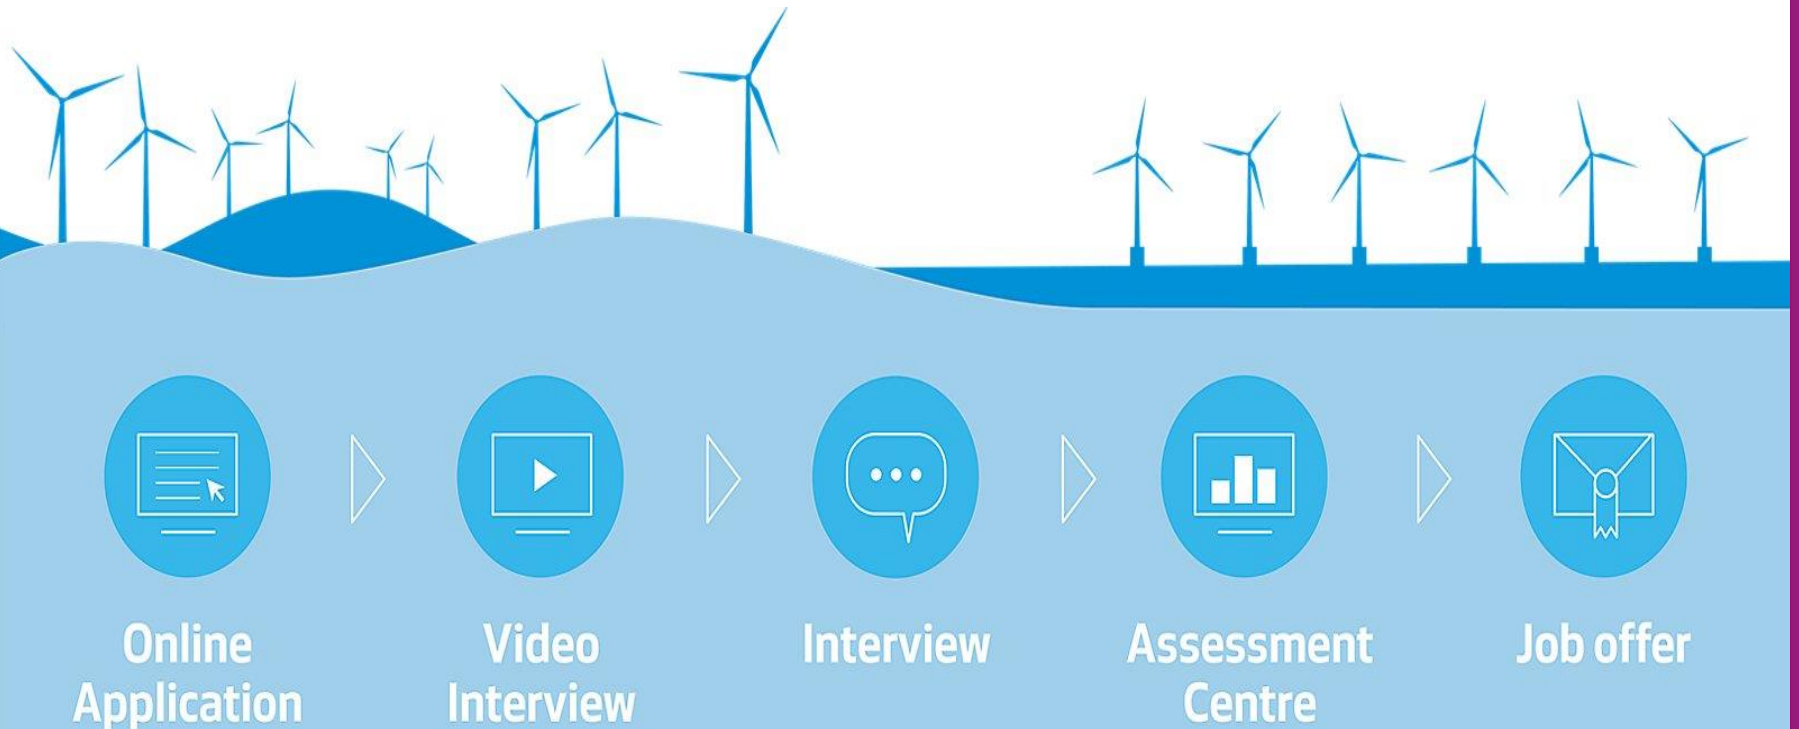 Online
Application
Video
Interview
Interview
Assessment
Centre
Job offer